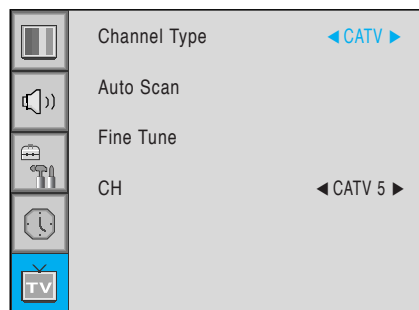 Channel Type ◀ CATV ▶
Auto Scan
Fine Tune
CH ◀ CATV 5 ▶
TV